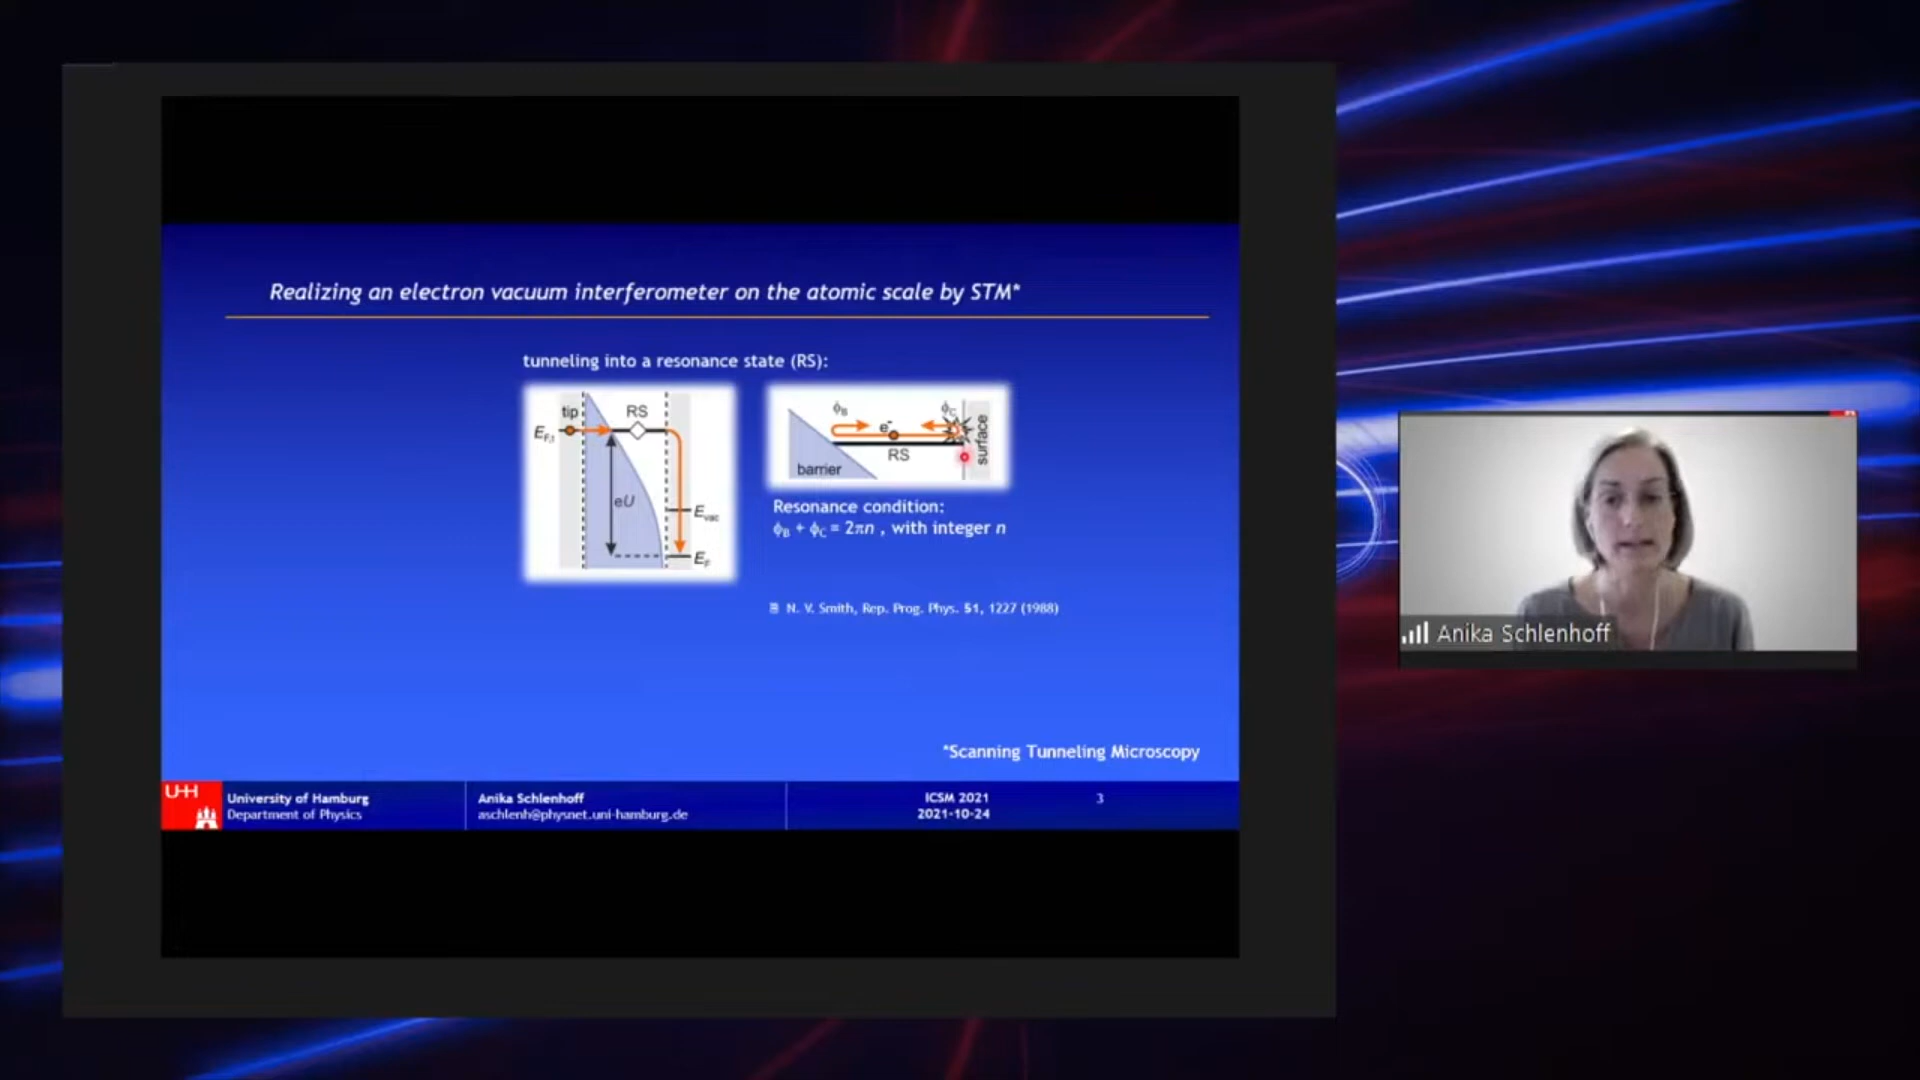 Realizing an electron vacuum interferometer on the atomic scale by STM*
tunneling into a resonance state (RS):
tip
RS
E_F,t
eU
E_vac
E_F
ϕ_B
ϕ_C
e⁻
RS
barrier
surface
Resonance condition:
ϕ_B + ϕ_C = 2πn , with integer n
N. V. Smith, Rep. Prog. Phys. 51, 1227 (1988)
*Scanning Tunneling Microscopy
UHH
University of Hamburg
Department of Physics
Anika Schlenhoff
aschlenh@physnet.uni-hamburg.de
ICSM 2021
2021-10-24
3
Anika Schlenhoff